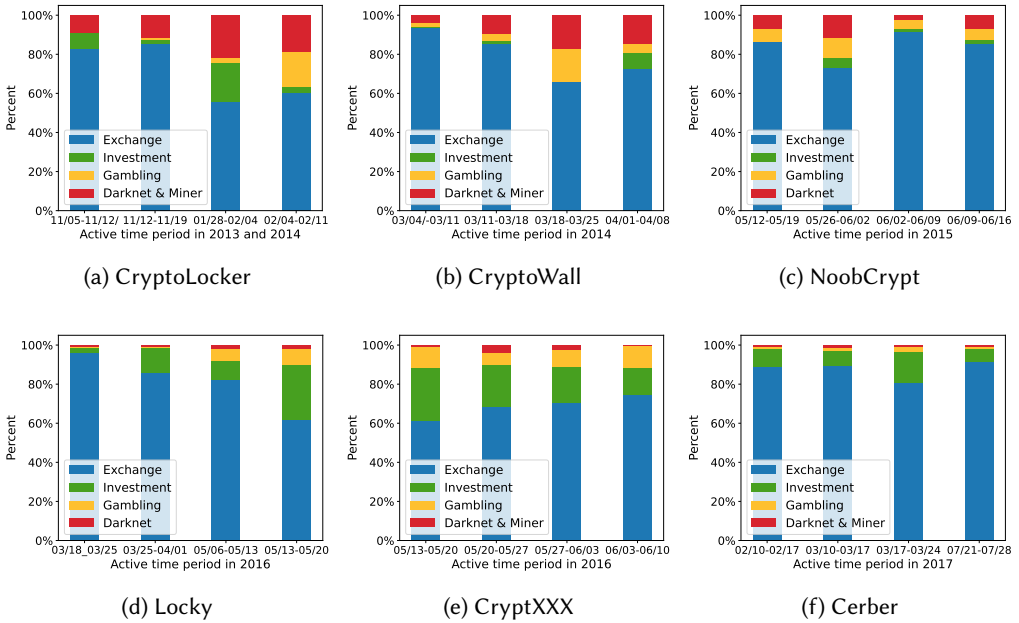 100%
80%
60%
40%
20%
0%
Percent
Exchange
Investment
Gambling
Darknet & Miner
11/05-11/12/ 11/12-11/19 01/28-02/04 02/04-02/11
Active time period in 2013 and 2014
(a) CryptoLocker
100%
80%
60%
40%
20%
0%
Percent
Exchange
Investment
Gambling
Darknet & Miner
03/04/-03/11 03/11-03/18 03/18-03/25 04/01-04/08
Active time period in 2014
(b) CryptoWall
100%
80%
60%
40%
20%
0%
Percent
Exchange
Investment
Gambling
Darknet
05/12-05/19 05/26-06/02 06/02-06/09 06/09-06/16
Active time period in 2015
(c) NoobCrypt
100%
80%
60%
40%
20%
0%
Percent
Exchange
Investment
Gambling
Darknet
03/18_03/25 03/25-04/01 05/06-05/13 05/13-05/20
Active time period in 2016
(d) Locky
100%
80%
60%
40%
20%
0%
Percent
Exchange
Investment
Gambling
Darknet & Miner
05/13-05/20 05/20-05/27 05/27-06/03 06/03-06/10
Active time period in 2016
(e) CryptXXX
100%
80%
60%
40%
20%
0%
Percent
Exchange
Investment
Gambling
Darknet & Miner
02/10-02/17 03/10-03/17 03/17-03/24 07/21-07/28
Active time period in 2017
(f) Cerber